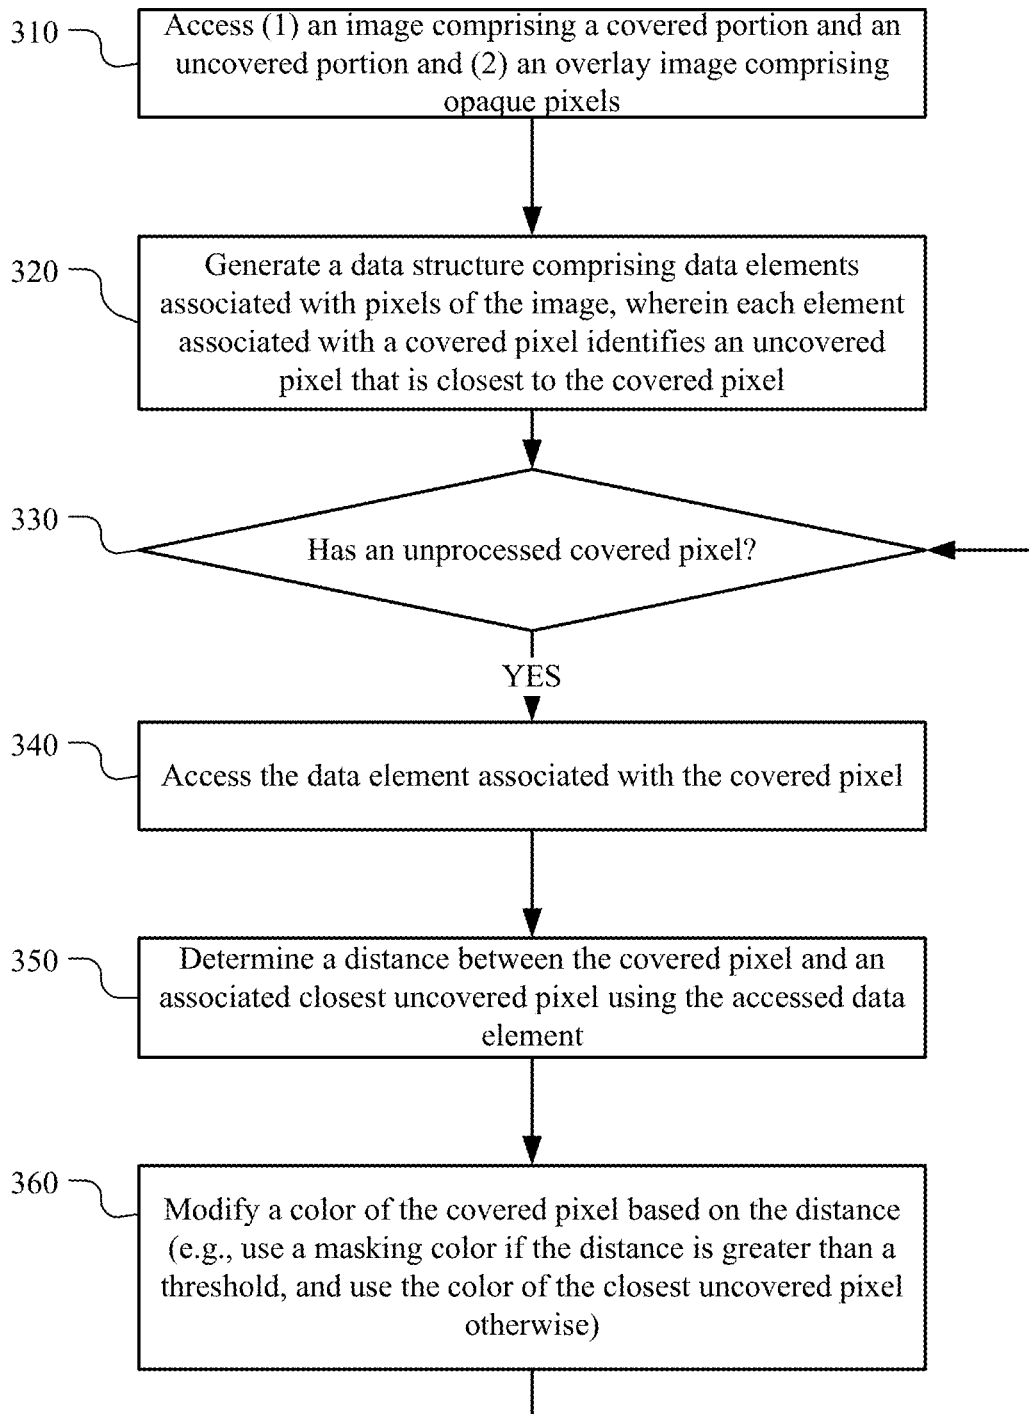 310
Access (1) an image comprising a covered portion and an
uncovered portion and (2) an overlay image comprising
opaque pixels
320
Generate a data structure comprising data elements
associated with pixels of the image, wherein each element
associated with a covered pixel identifies an uncovered
pixel that is closest to the covered pixel
330
Has an unprocessed covered pixel?
YES
340
Access the data element associated with the covered pixel
350
Determine a distance between the covered pixel and an
associated closest uncovered pixel using the accessed data
element
360
Modify a color of the covered pixel based on the distance
(e.g., use a masking color if the distance is greater than a
threshold, and use the color of the closest uncovered pixel
otherwise)